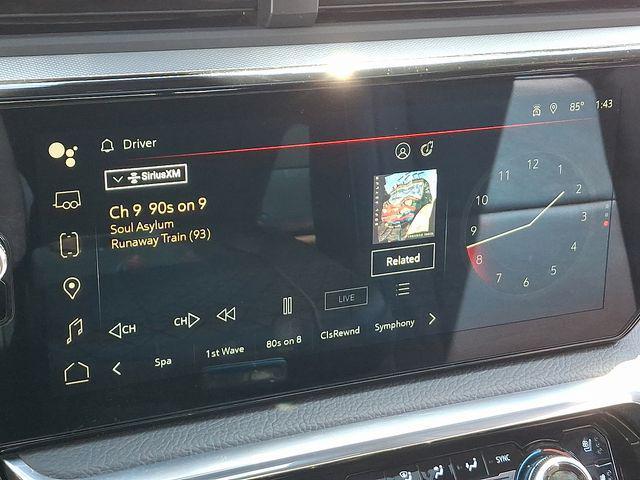 Driver
85° 1:43
SiriusXM
Ch 9 90s on 9
Soul Asylum
Runaway Train (93)
Related
12
1
2
3
4
5
6
7
8
9
10
11
CH
CH
LIVE
Spa
1st Wave
80s on 8
ClsRewnd
Symphony
SYNC